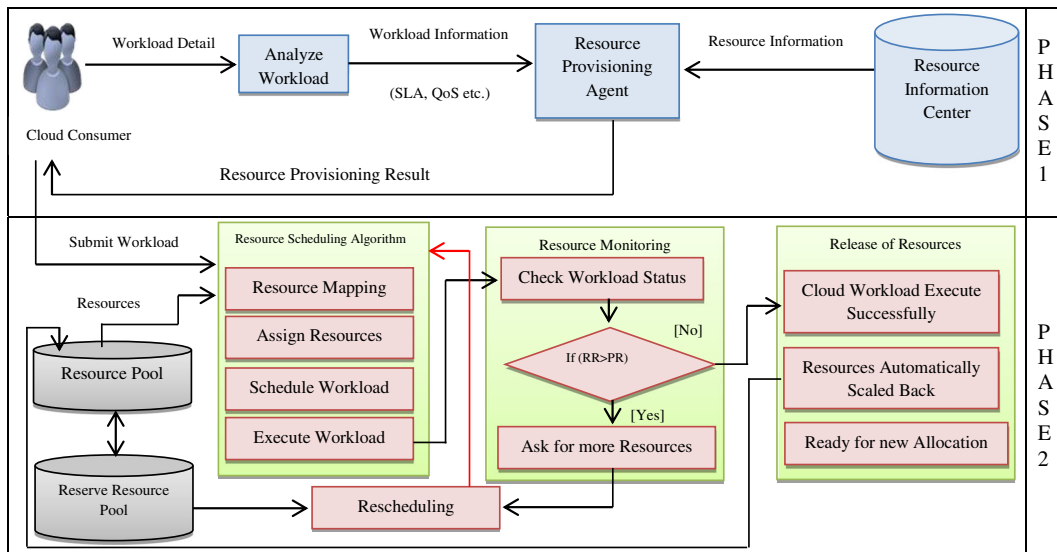 Workload Detail
Analyze
Workload
Workload Information
(SLA, QoS etc.)
Resource
Provisioning
Agent
Resource Information
Resource
Information
Center
Cloud Consumer
Resource Provisioning Result
P
H
A
S
E
1
Submit Workload
Resources
Resource Pool
Reserve Resource
Pool
Resource Scheduling Algorithm
Resource Mapping
Assign Resources
Schedule Workload
Execute Workload
Rescheduling
Resource Monitoring
Check Workload Status
If (RR>PR)
[No]
[Yes]
Ask for more Resources
Release of Resources
Cloud Workload Execute
Successfully
Resources Automatically
Scaled Back
Ready for new Allocation
P
H
A
S
E
2